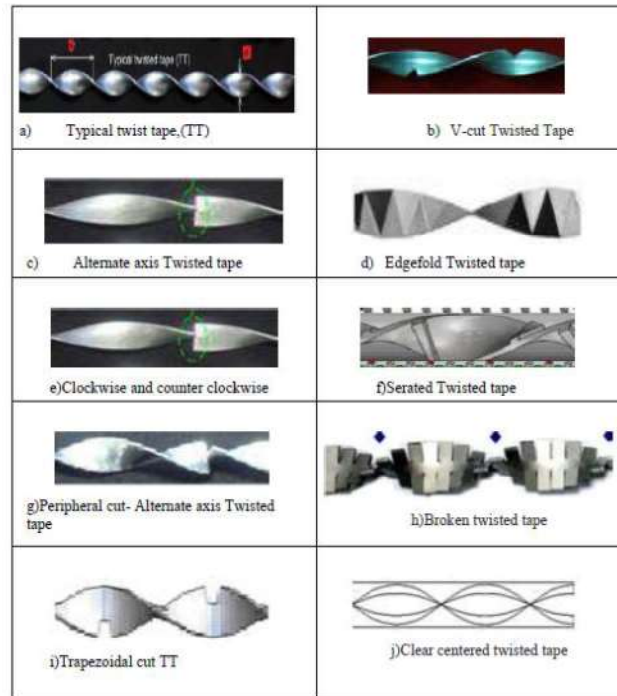 b
Typical twisted tape (TT)
a) Typical twist tape,(TT)
b) V-cut Twisted Tape
c) Alternate axis Twisted tape
d) Edgefold Twisted tape
e)Clockwise and counter clockwise
f)Serated Twisted tape
g)Peripheral cut- Alternate axis Twisted
tape
h)Broken twisted tape
i)Trapezoidal cut TT
j)Clear centered twisted tape